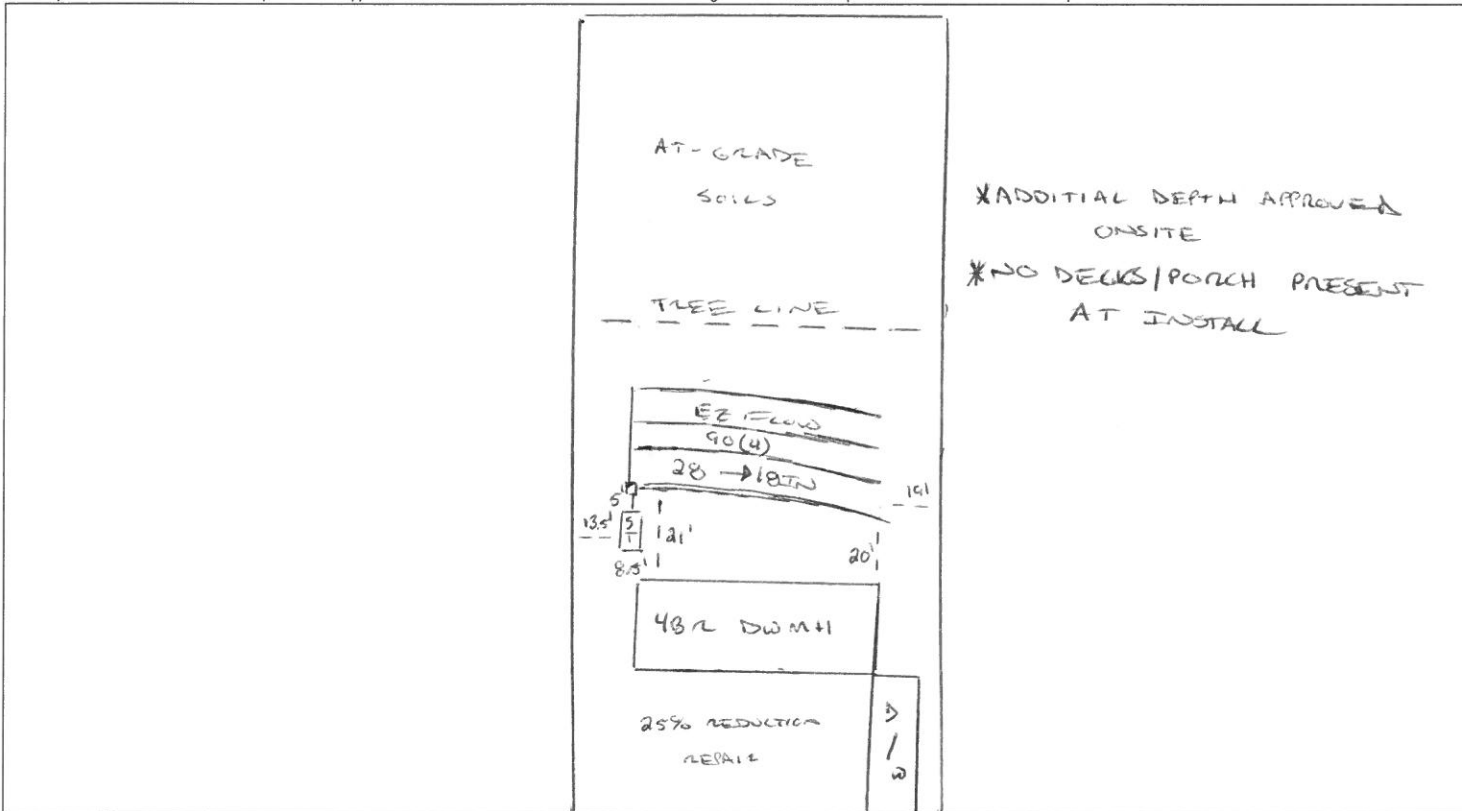 AT-GRADE
SOILS
*ADDITIAL DEPTH APPROVED
ONSITE
*NO DECKS/PORCH PRESENT
AT INSTALL
TREE LINE
EZ FLOW
90(4)
28 → 18IN
5'
13.5'
S
T
21'
8.5'
20'
19'
4BR DWMH
25% REDUCTION
REPAIR
D
/
W